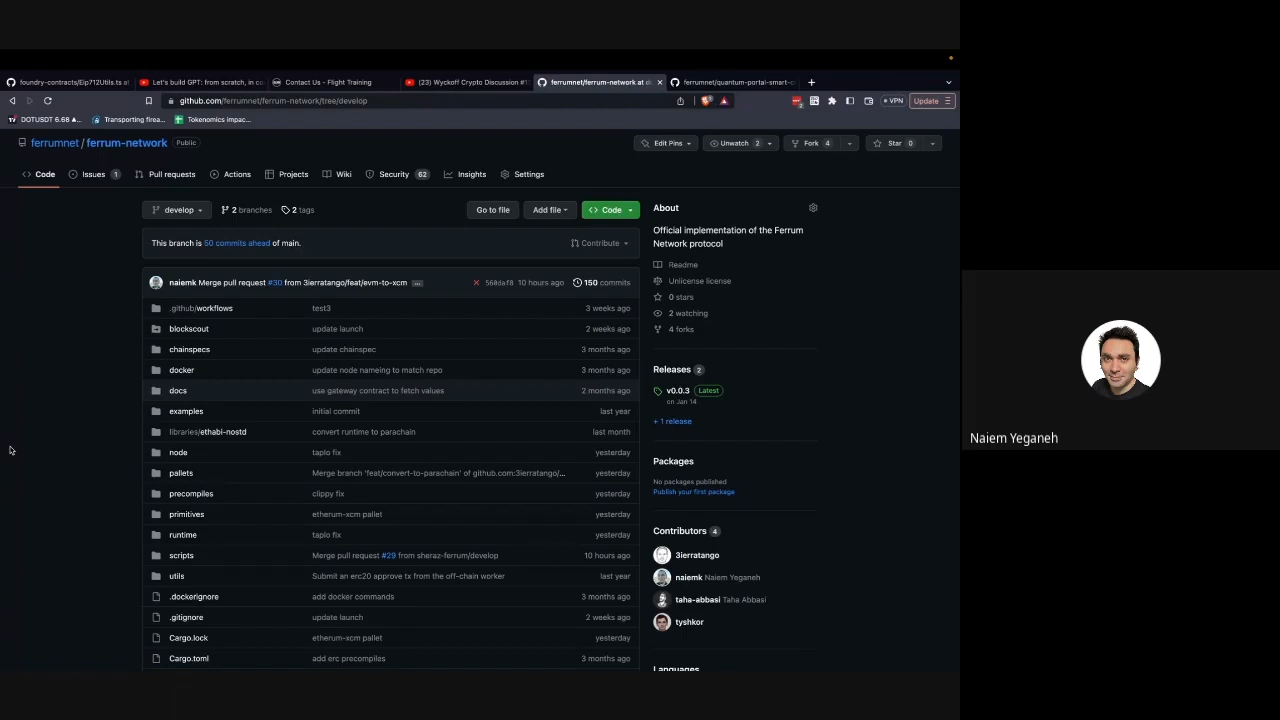 foundry-contracts/Eip712Utils.ts at
Let's build GPT: from scratch, in co
Contact Us - Flight Training
(23) Wyckoff Crypto Discussion #1
ferrumnet/ferrum-network at de
ferrumnet/quantum-portal-smart-c
github.com/ferrumnet/ferrum-network/tree/develop
VPN
Update
DOTUSDT 6.68 ▲...
Transporting firea...
Tokenomics impac...
ferrumnet / ferrum-network
Public
Edit Pins
Unwatch 2
Fork 4
Star 0
Code
Issues 1
Pull requests
Actions
Projects
Wiki
Security 62
Insights
Settings
develop
2 branches
2 tags
Go to file
Add file
Code
This branch is 50 commits ahead of main.
Contribute
naiemk Merge pull request #30 from 3ierratango/feat/evm-to-xcm ...
560daf8 10 hours ago
150 commits
.github/workflows test3 3 weeks ago
blockscout update launch 2 weeks ago
chainspecs update chainspec 3 months ago
docker update node nameing to match repo 3 months ago
docs use gateway contract to fetch values 2 months ago
examples initial commit last year
libraries/ethabi-nostd convert runtime to parachain last month
node taplo fix yesterday
pallets Merge branch 'feat/convert-to-parachain' of github.com:3ierratango/... yesterday
precompiles clippy fix yesterday
primitives etherum-xcm pallet yesterday
runtime taplo fix yesterday
scripts Merge pull request #29 from sheraz-ferrum/develop 10 hours ago
utils Submit an erc20 approve tx from the off-chain worker last year
.dockerignore add docker commands 3 months ago
.gitignore update launch 2 weeks ago
Cargo.lock etherum-xcm pallet yesterday
Cargo.toml add erc precompiles 3 months ago
About
Official implementation of the Ferrum
Network protocol
Readme
Unlicense license
0 stars
2 watching
4 forks
Releases 2
v0.0.3 Latest
on Jan 14
+ 1 release
Packages
No packages published
Publish your first package
Contributors 4
3ierratango
naiemk Naiem Yeganeh
taha-abbasi Taha Abbasi
tyshkor
Languages
Naiem Yeganeh